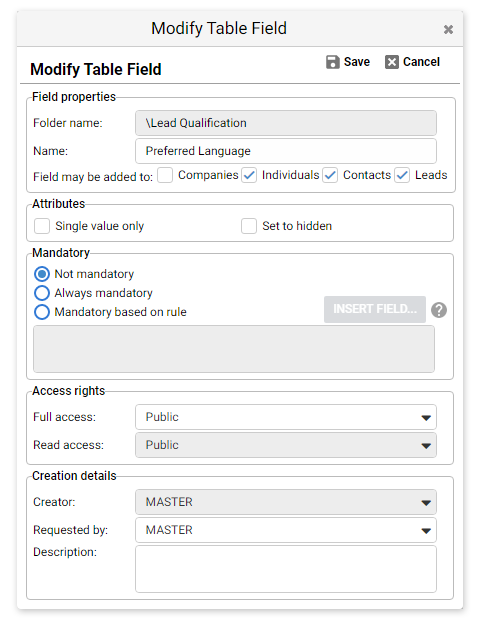 Modify Table Field
Modify Table Field Save Cancel
Field properties
Folder name: \Lead Qualification
Name: Preferred Language
Field may be added to: Companies Individuals Contacts Leads
Attributes
Single value only Set to hidden
Mandatory
Not mandatory
Always mandatory
Mandatory based on rule INSERT FIELD... ?
Access rights
Full access: Public
Read access: Public
Creation details
Creator: MASTER
Requested by: MASTER
Description: